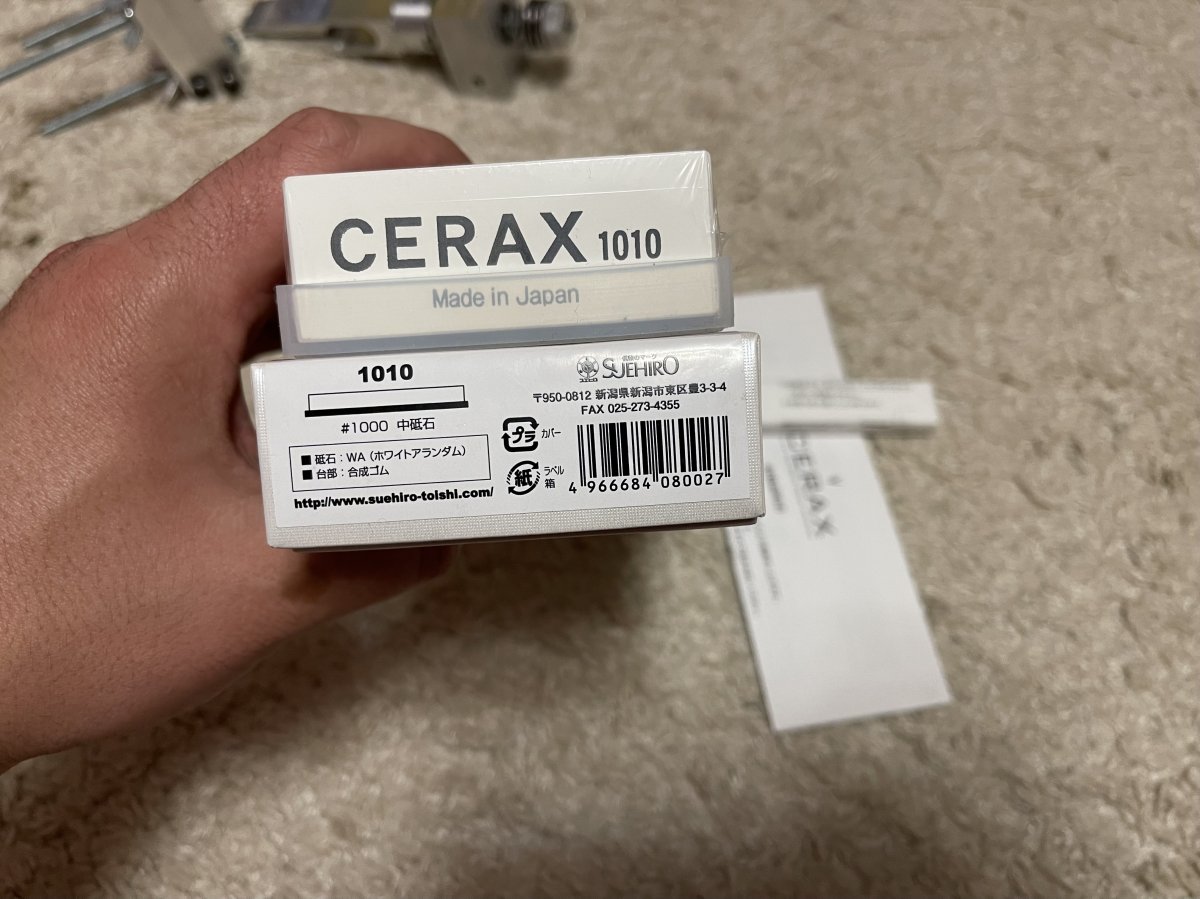 CERAX 1010
Made in Japan
1010
#1000 中砥石
■ 砥石：WA（ホワイトアランダム）
■ 台部：合成ゴム
http://www.suehiro-toishi.com/
SUEHIRO
〒950-0812 新潟県新潟市東区豊3-3-4
FAX 025-273-4355
プラ カバー
紙 ラベル 箱
4 966684 080027
CERAX